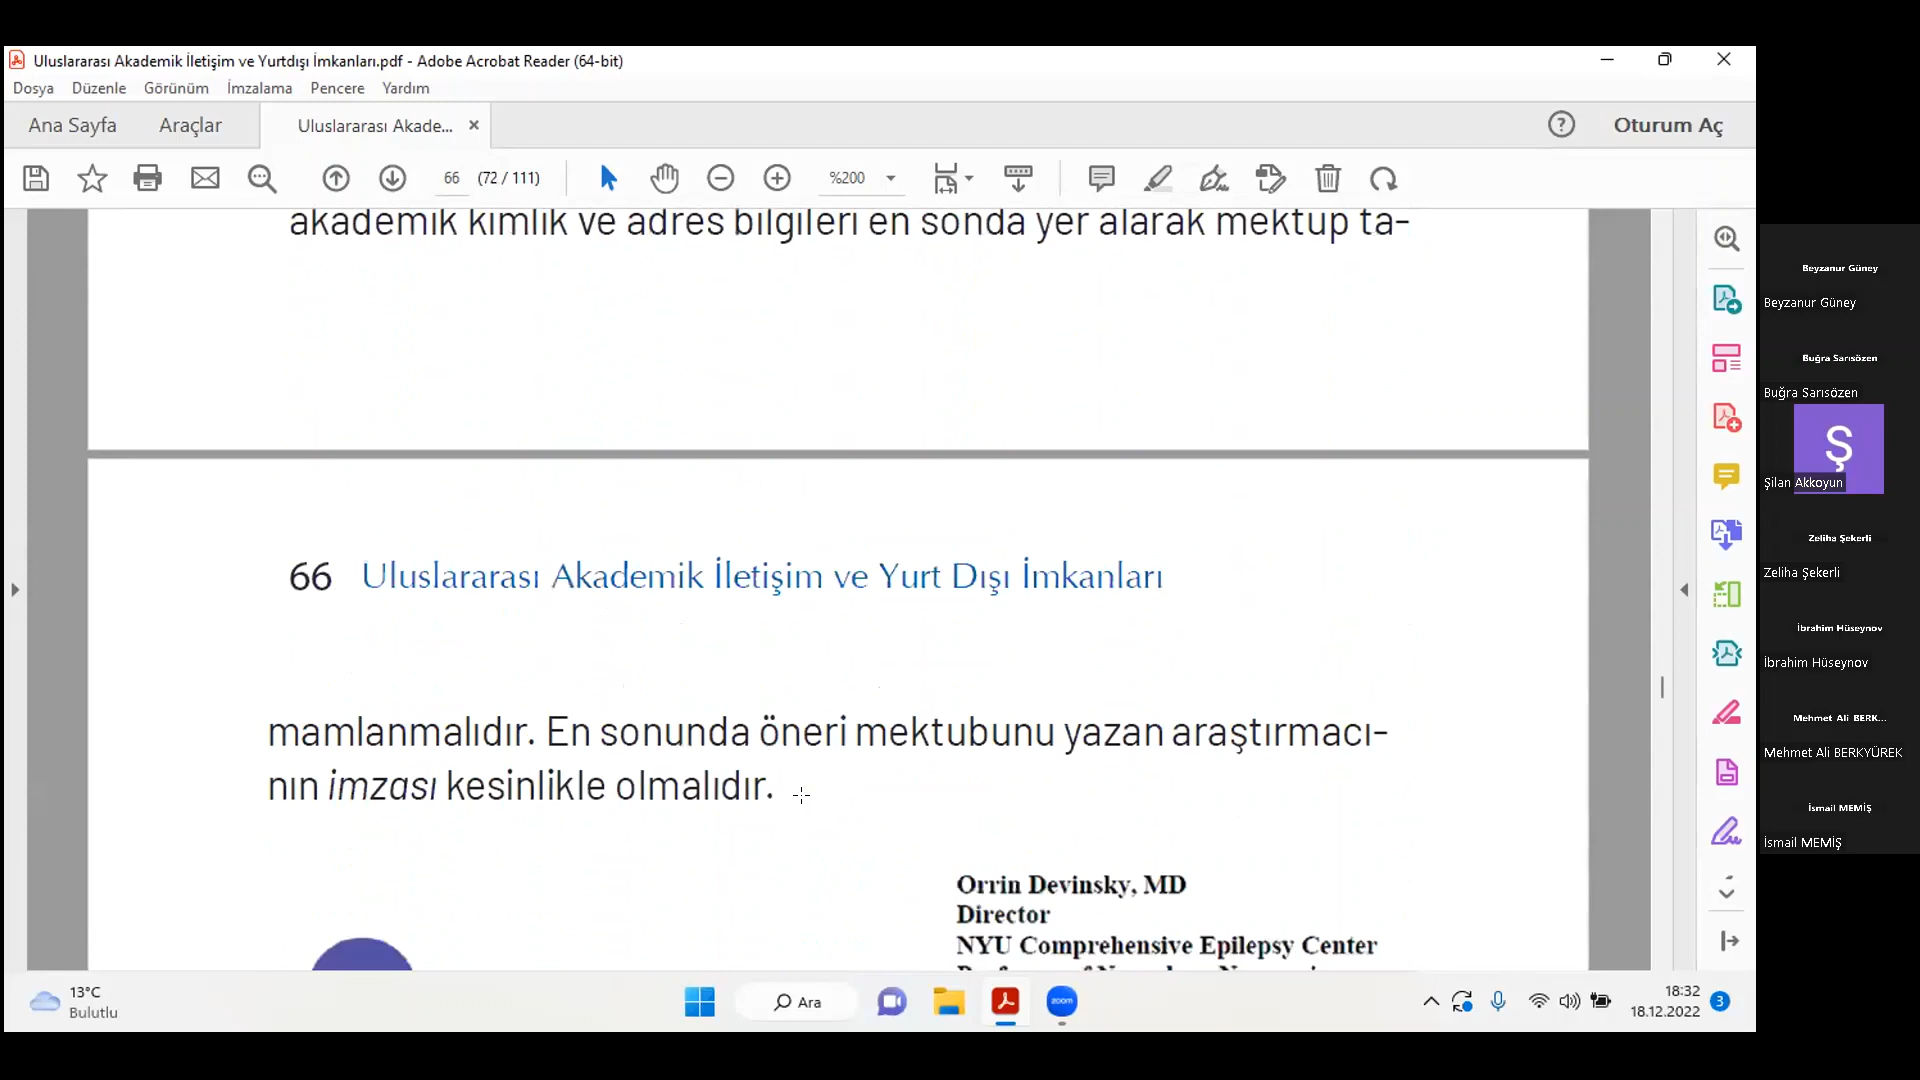 Uluslararası Akademik İletişim ve Yurtdışı İmkanları.pdf - Adobe Acrobat Reader (64-bit)
Dosya Düzenle Görünüm İmzalama Pencere Yardım
Ana Sayfa Araçlar Uluslararası Akade... Oturum Aç
66 (72 / 111) %200
akademik kimlik ve adres bilgileri en sonda yer alarak mektup ta-
66 Uluslararası Akademik İletişim ve Yurt Dışı İmkanları
mamlanmalıdır. En sonunda öneri mektubunu yazan araştırmacı-
nın imzası kesinlikle olmalıdır.
Orrin Devinsky, MD
Director
NYU Comprehensive Epilepsy Center
Beyzanur Güney
Beyzanur Güney
Buğra Sarısözen
Buğra Sarısözen
Ş
Şilan Akkoyun
Zeliha Şekerli
Zeliha Şekerli
İbrahim Hüseynov
İbrahim Hüseynov
Mehmet Ali BERK...
Mehmet Ali BERKYÜREK
İsmail MEMİŞ
İsmail MEMİŞ
13°C
Bulutlu
Ara
zoom
18:32
18.12.2022
3